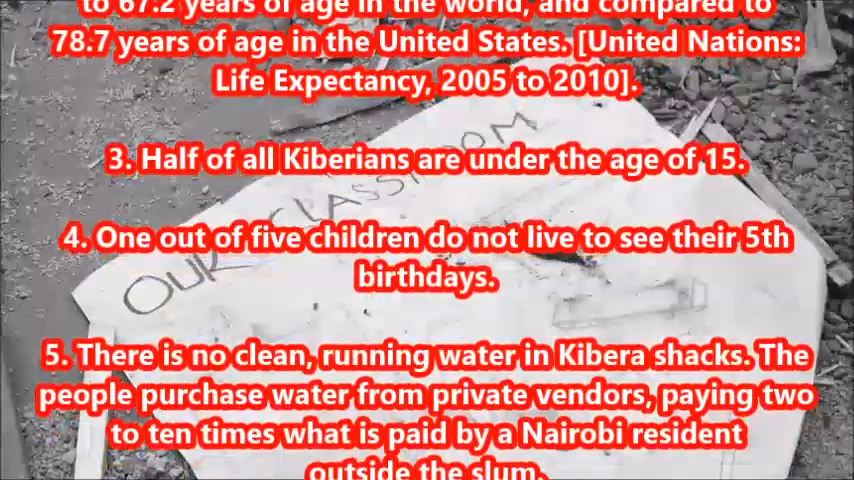 to 67.2 years of age in the world, and compared to
78.7 years of age in the United States. [United Nations:
Life Expectancy, 2005 to 2010].
3. Half of all Kiberians are under the age of 15.
OUR CLASSROOM
4. One out of five children do not live to see their 5th
birthdays.
5. There is no clean, running water in Kibera shacks. The
people purchase water from private vendors, paying two
to ten times what is paid by a Nairobi resident
outside the slum.